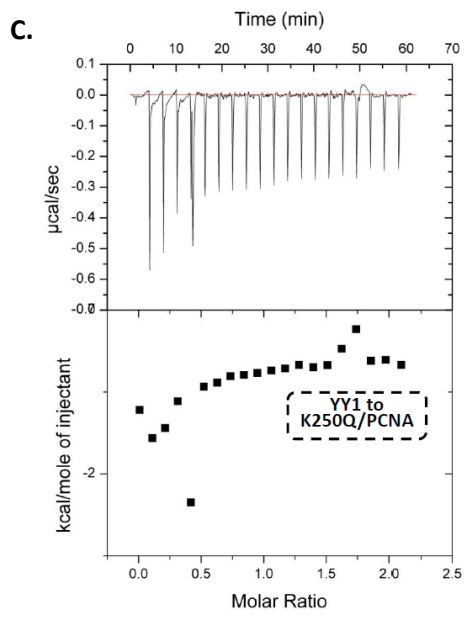 C.
Time (min)
0 10 20 30 40 50 60 70
0.1
0.0
-0.1
-0.2
-0.3
-0.4
-0.5
-0.6
-0.7
µcal/sec
-2
kcal/mole of injectant
YY1 to
K250Q/PCNA
0.0 0.5 1.0 1.5 2.0 2.5
Molar Ratio